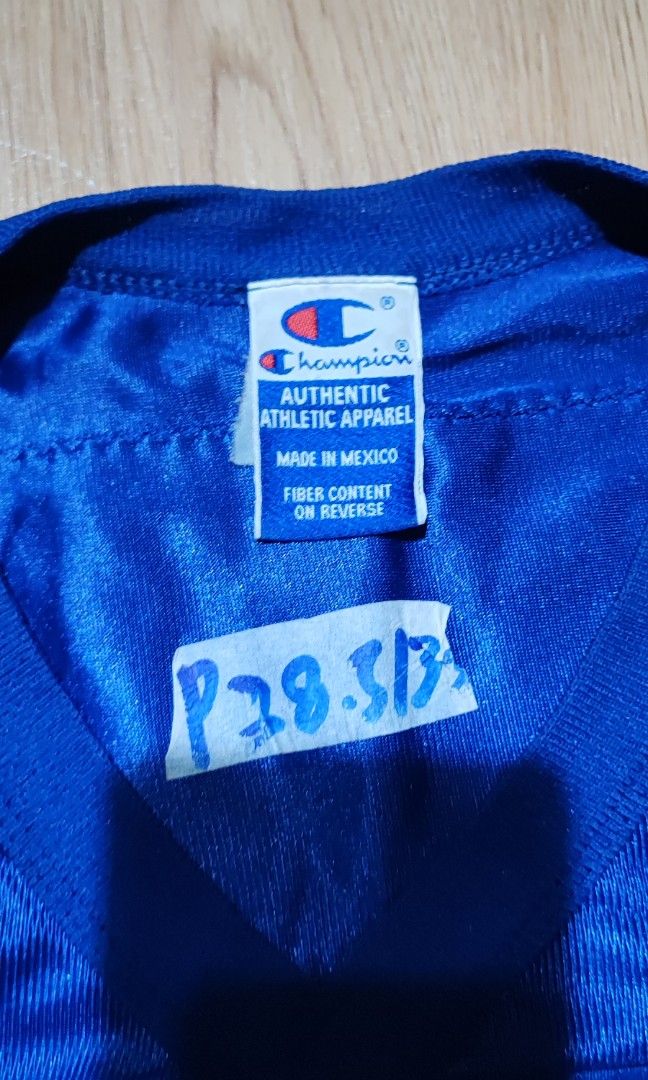 Champion
AUTHENTIC
ATHLETIC APPAREL
MADE IN MEXICO
FIBER CONTENT
ON REVERSE